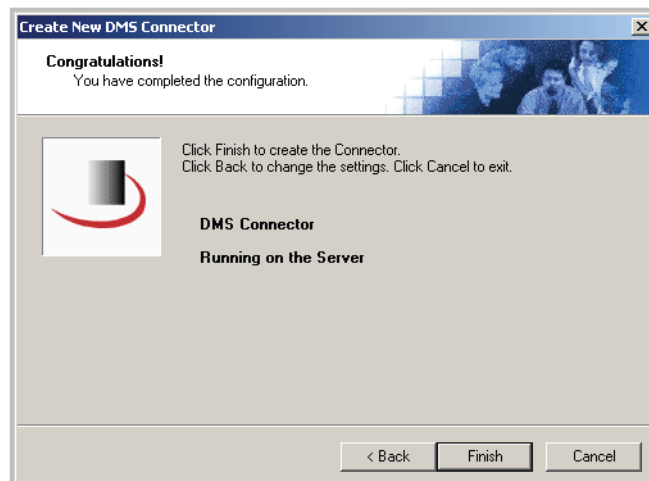 Create New DMS Connector
Congratulations!
You have completed the configuration.
Click Finish to create the Connector.
Click Back to change the settings. Click Cancel to exit.
DMS Connector
Running on the Server
< Back
Finish
Cancel